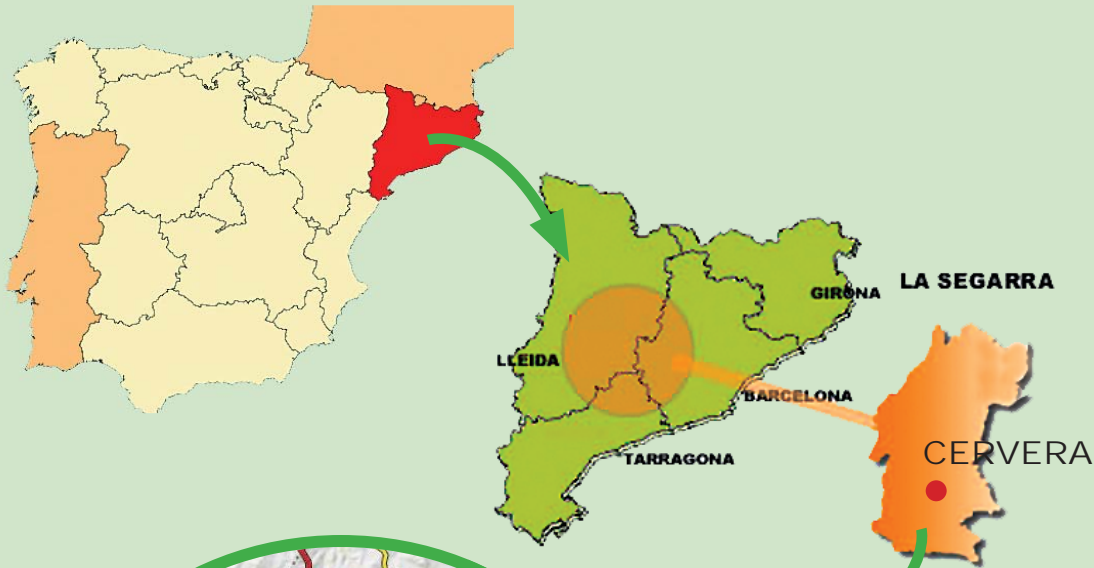 LA SEGARRA
GIRONA
LLEIDA
BARCELONA
CERVERA
TARRAGONA